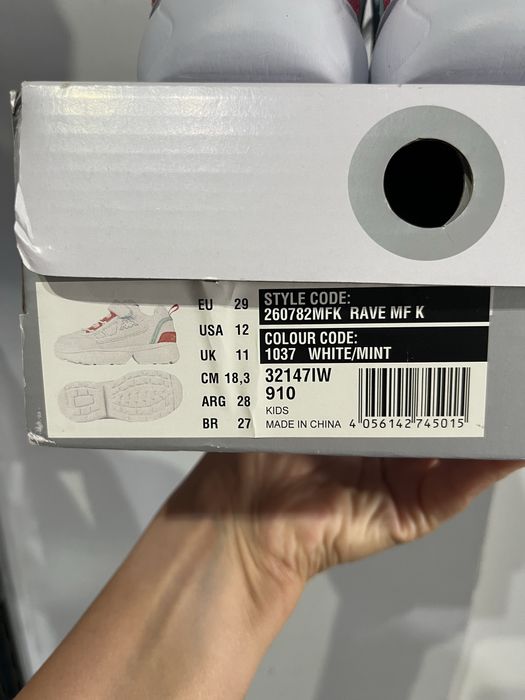 EU 29
USA 12
UK 11
CM 18,3
ARG 28
BR 27
STYLE CODE:
260782MFK RAVE MF K
COLOUR CODE:
1037 WHITE/MINT
32147IW
910
KIDS
MADE IN CHINA
4 056142 745015